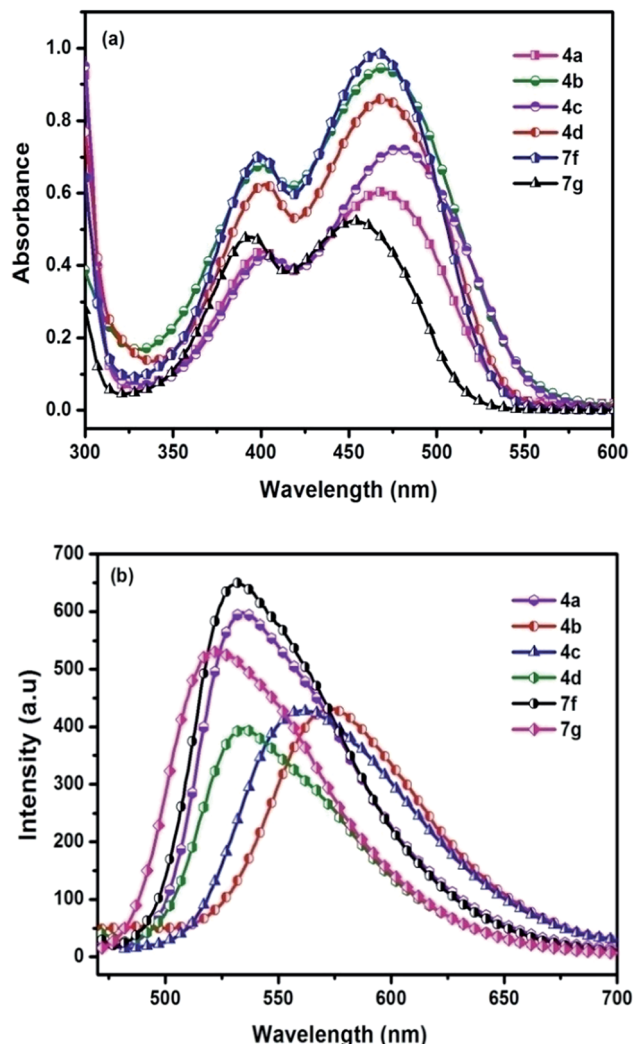 (a)
1.0
0.8
0.6
0.4
0.2
0.0
Absorbance
4a
4b
4c
4d
7f
7g
300 350 400 450 500 550 600
Wavelength (nm)
(b)
700
600
500
400
300
200
100
0
Intensity (a.u)
4a
4b
4c
4d
7f
7g
500 550 600 650 700
Wavelength (nm)